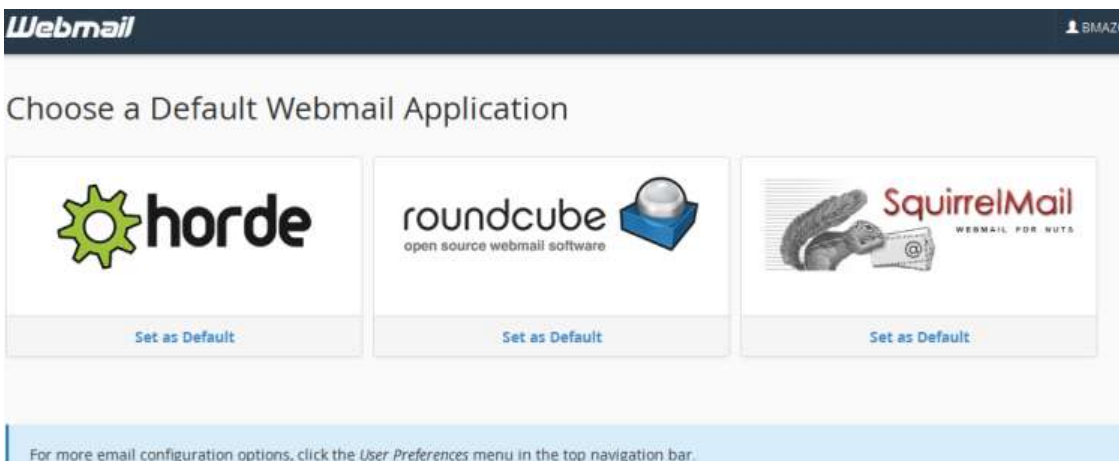 Webmail
BMAZ
Choose a Default Webmail Application
horde
roundcube
open source webmail software
SquirrelMail
WEBMAIL FOR NUTS
@
Set as Default
Set as Default
Set as Default
For more email configuration options, click the User Preferences menu in the top navigation bar.